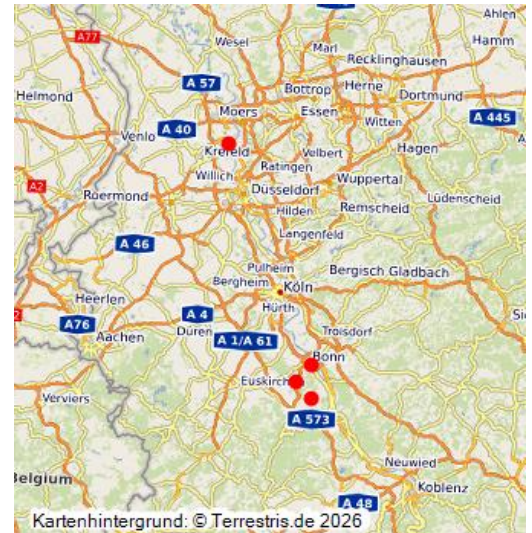 Ahlen
A77
Wesel
Marl
Hamm
Recklinghausen
A 57
Helmond
Bottrop
Herne
Dortmund
Moers
Essen
A 445
A 40
Witten
Venlo
Krefeld
Velbert
Hagen
Ratingen
Willich
A2
Wuppertal
Roermond
Düsseldorf
Lüdenscheid
Hilden
Remscheid
Langenfeld
A 46
Pulheim
Bergheim
Köln
Bergisch Gladbach
Heerlen
Hürth
A 4
A76
Düren
Troisdorf
Aachen
A 1/A 61
Bonn
Euskirch
Verviers
A 573
Neuwied
Belgium
Koblenz
A 48
Kartenhintergrund: © Terrestris.de 2026